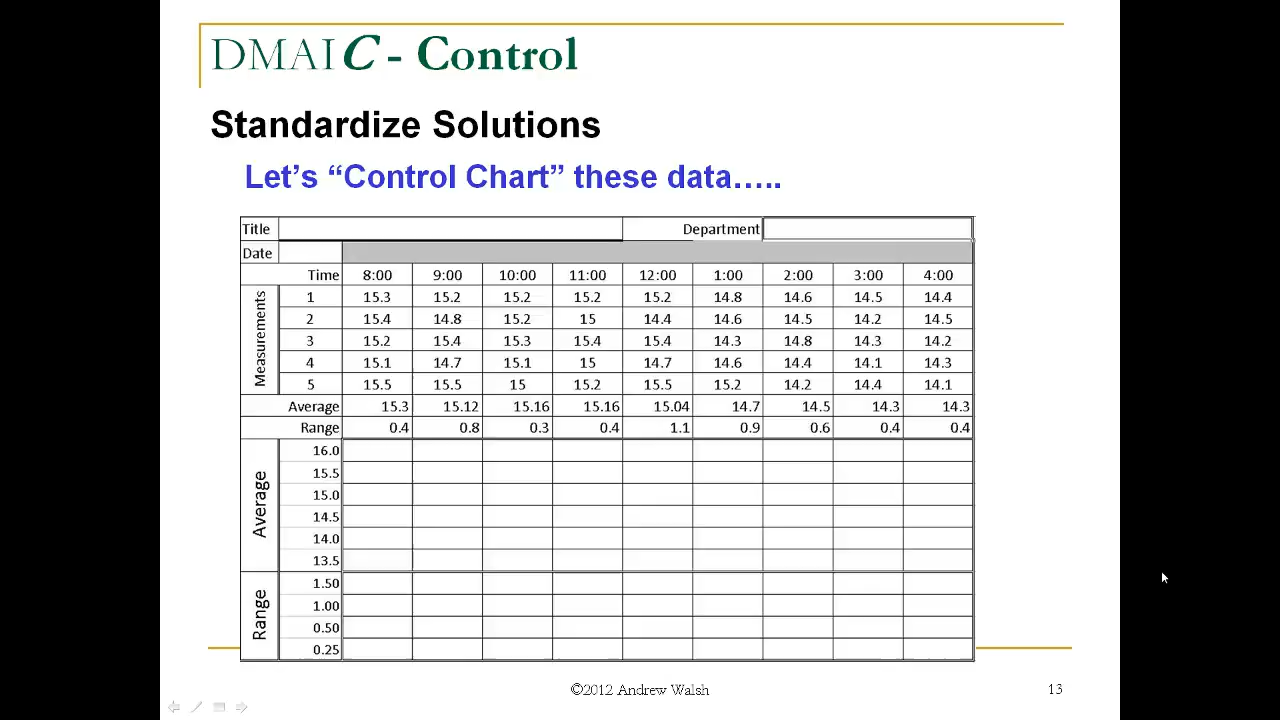 DMAIC - Control
Standardize Solutions
Let's “Control Chart” these data…..
Title Department
Date
Time 8:00 9:00 10:00 11:00 12:00 1:00 2:00 3:00 4:00
Measurements
1 15.3 15.2 15.2 15.2 15.2 14.8 14.6 14.5 14.4
2 15.4 14.8 15.2 15 14.4 14.6 14.5 14.2 14.5
3 15.2 15.4 15.3 15.4 15.4 14.3 14.8 14.3 14.2
4 15.1 14.7 15.1 15 14.7 14.6 14.4 14.1 14.3
5 15.5 15.5 15 15.2 15.5 15.2 14.2 14.4 14.1
Average 15.3 15.12 15.16 15.16 15.04 14.7 14.5 14.3 14.3
Range 0.4 0.8 0.3 0.4 1.1 0.9 0.6 0.4 0.4
Average
16.0
15.5
15.0
14.5
14.0
13.5
Range
1.50
1.00
0.50
0.25
©2012 Andrew Walsh 13